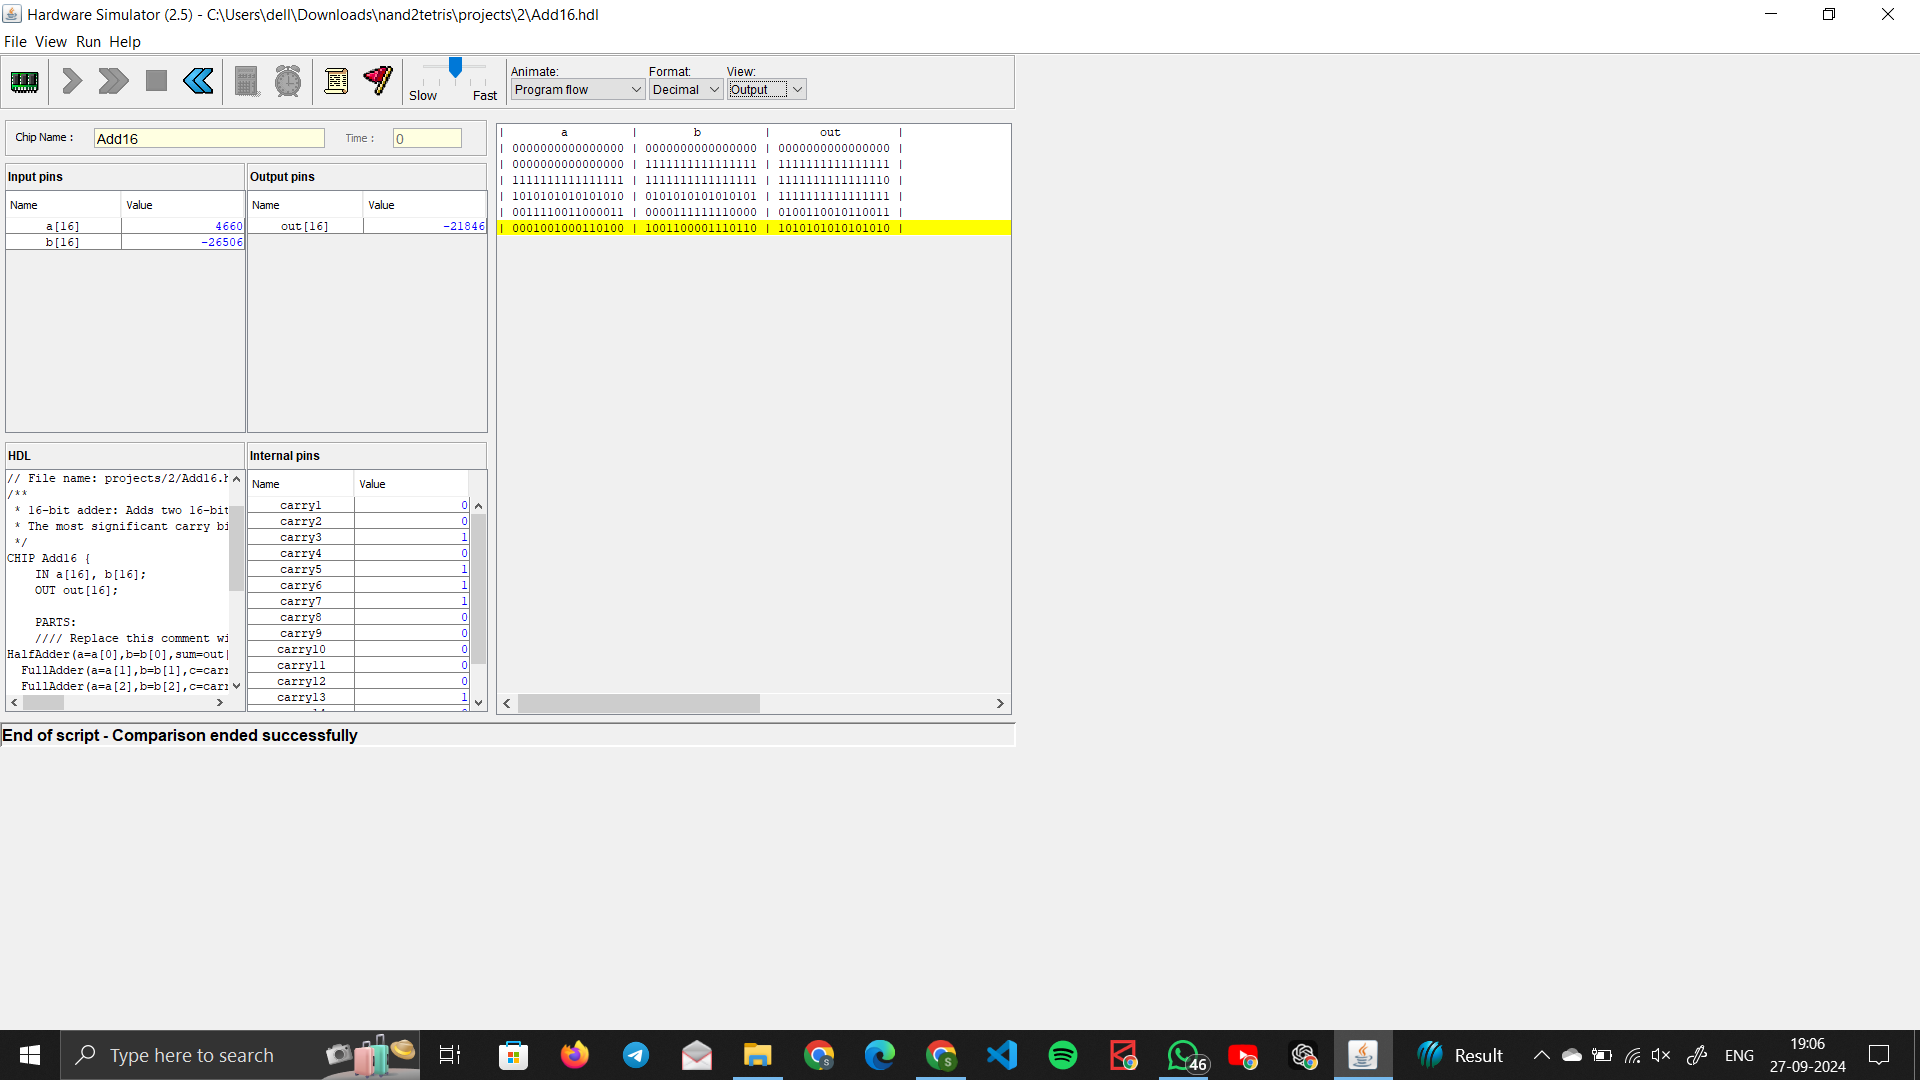 Hardware Simulator (2.5) - C:\Users\dell\Downloads\nand2tetris\projects\2\Add16.hdl
File View Run Help
Slow Fast
Animate: Format: View:
Program flow Decimal Output
Chip Name : Add16 Time : 0
Input pins
Name Value
a[16] 4660
b[16] -26506
Output pins
Name Value
out[16] -21846
HDL
// File name: projects/2/Add16.h
/**
* 16-bit adder: Adds two 16-bit
* The most significant carry bi
*/
CHIP Add16 {
IN a[16], b[16];
OUT out[16];
PARTS:
//// Replace this comment wi
HalfAdder(a=a[0],b=b[0],sum=out[
FullAdder(a=a[1],b=b[1],c=carr
FullAdder(a=a[2],b=b[2],c=carr
Internal pins
Name Value
carry1 0
carry2 0
carry3 1
carry4 0
carry5 1
carry6 1
carry7 1
carry8 0
carry9 0
carry10 0
carry11 0
carry12 0
carry13 1
| a | b | out |
| 0000000000000000 | 0000000000000000 | 0000000000000000 |
| 0000000000000000 | 1111111111111111 | 1111111111111111 |
| 1111111111111111 | 1111111111111111 | 1111111111111110 |
| 1010101010101010 | 0101010101010101 | 1111111111111111 |
| 0011110011000011 | 0000111111110000 | 0100110010110011 |
| 0001001000110100 | 1001100001110110 | 1010101010101010 |
End of script - Comparison ended successfully
Type here to search
46
Result
ENG
19:06
27-09-2024